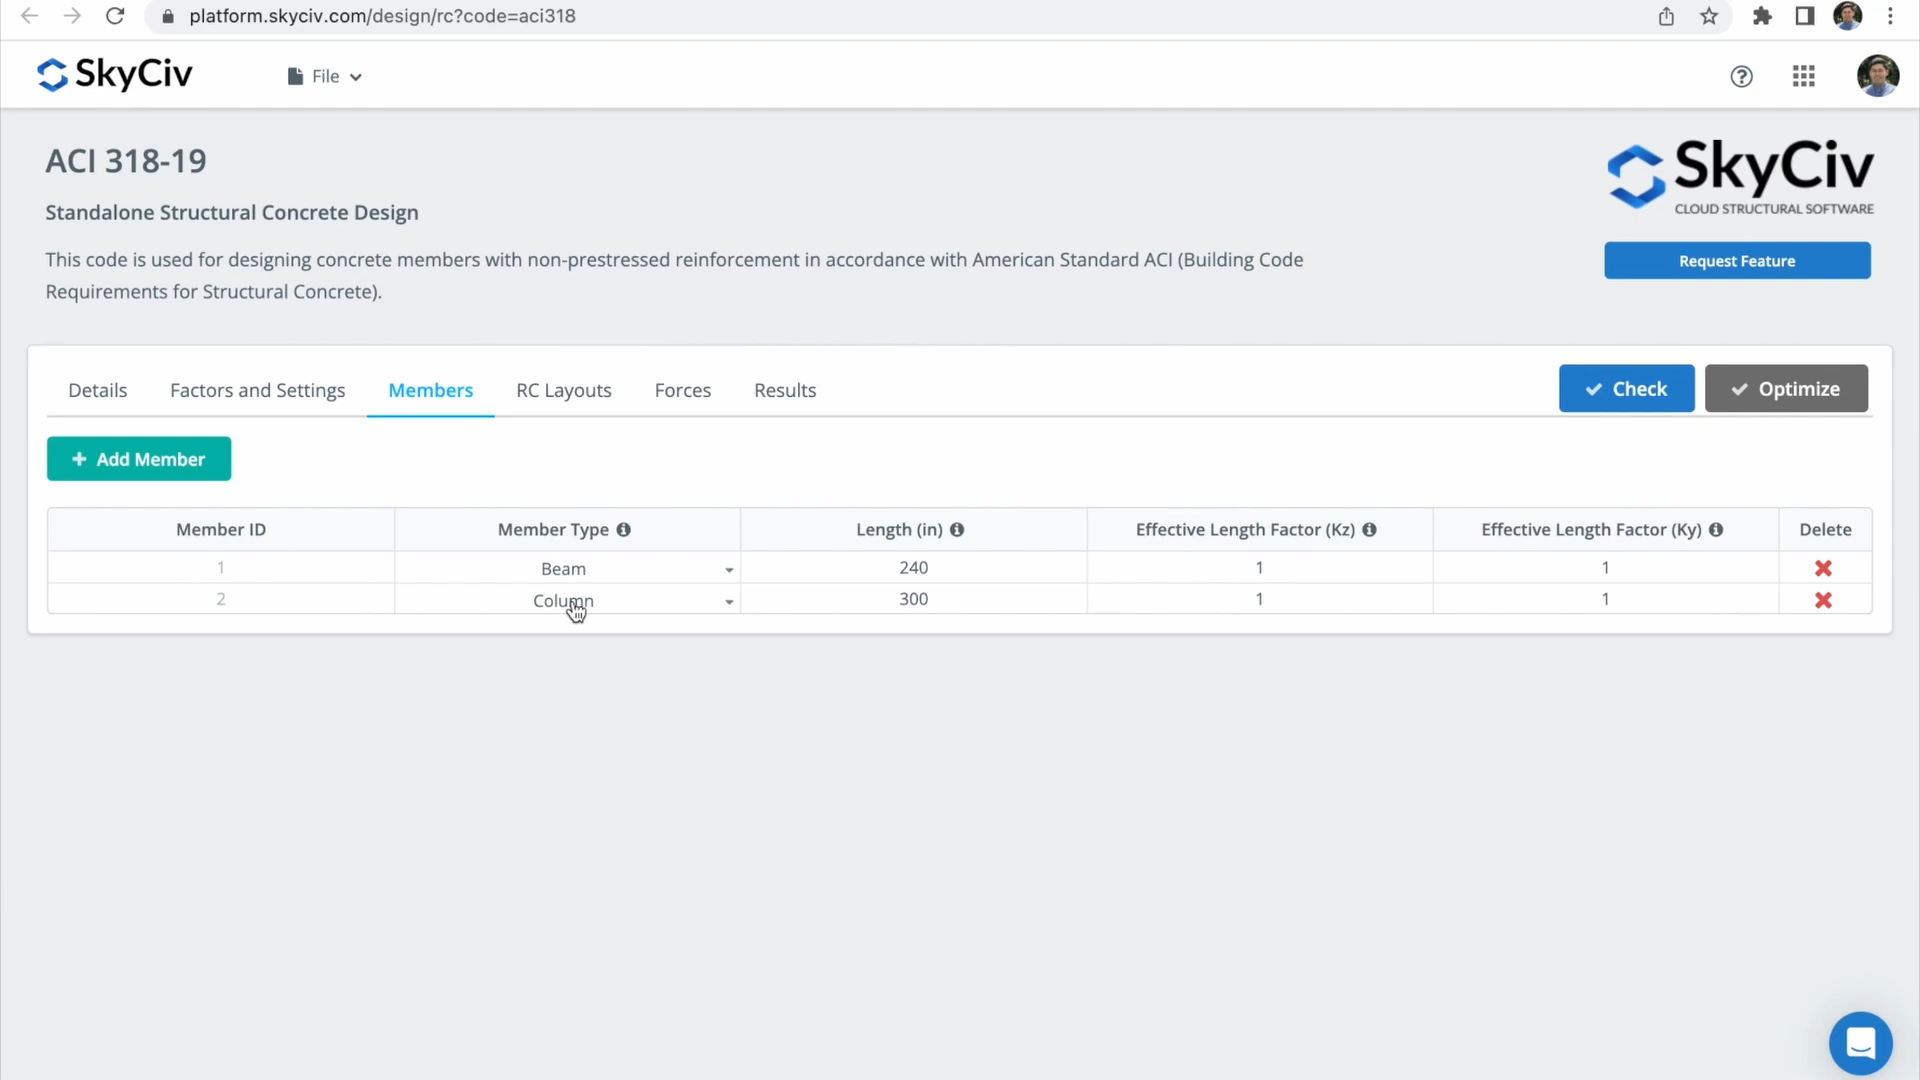 platform.skyciv.com/design/rc?code=aci318
SkyCiv
File
ACI 318-19
SkyCiv
CLOUD STRUCTURAL SOFTWARE
Standalone Structural Concrete Design
This code is used for designing concrete members with non-prestressed reinforcement in accordance with American Standard ACI (Building Code
Requirements for Structural Concrete).
Request Feature
Details Factors and Settings Members RC Layouts Forces Results Check Optimize
+ Add Member
Member ID Member Type Length (in) Effective Length Factor (Kz) Effective Length Factor (Ky) Delete
1 Beam 240 1 1
2 Column 300 1 1